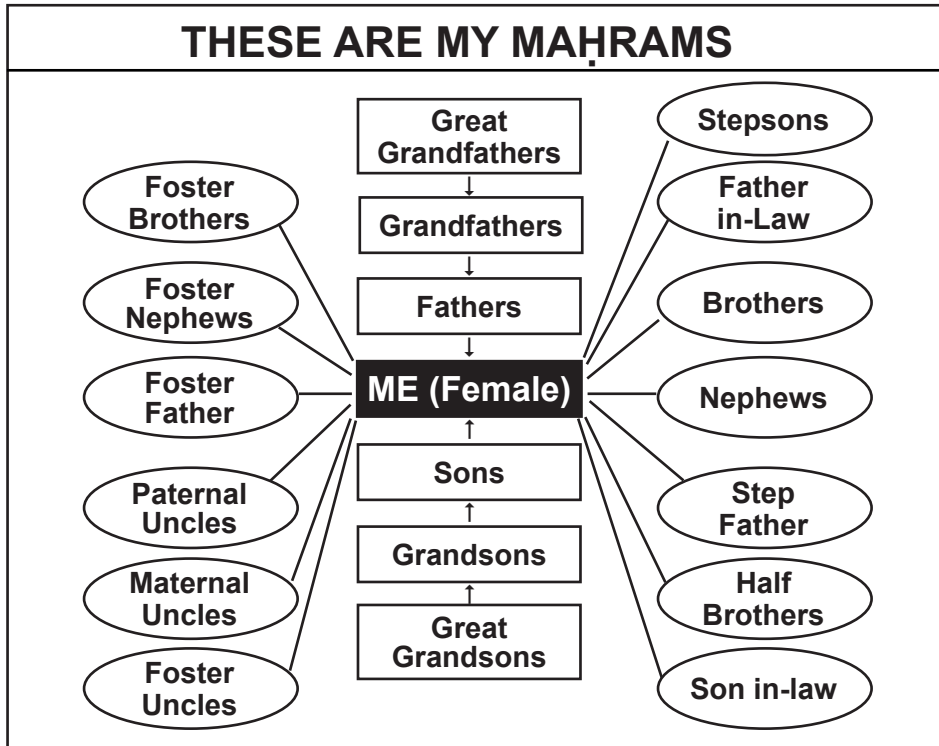 THESE ARE MY MAḤRAMS
Great
Grandfathers
Grandfathers
Fathers
ME (Female)
Sons
Grandsons
Great
Grandsons
Foster
Brothers
Foster
Nephews
Foster
Father
Paternal
Uncles
Maternal
Uncles
Foster
Uncles
Stepsons
Father
in-Law
Brothers
Nephews
Step
Father
Half
Brothers
Son in-law